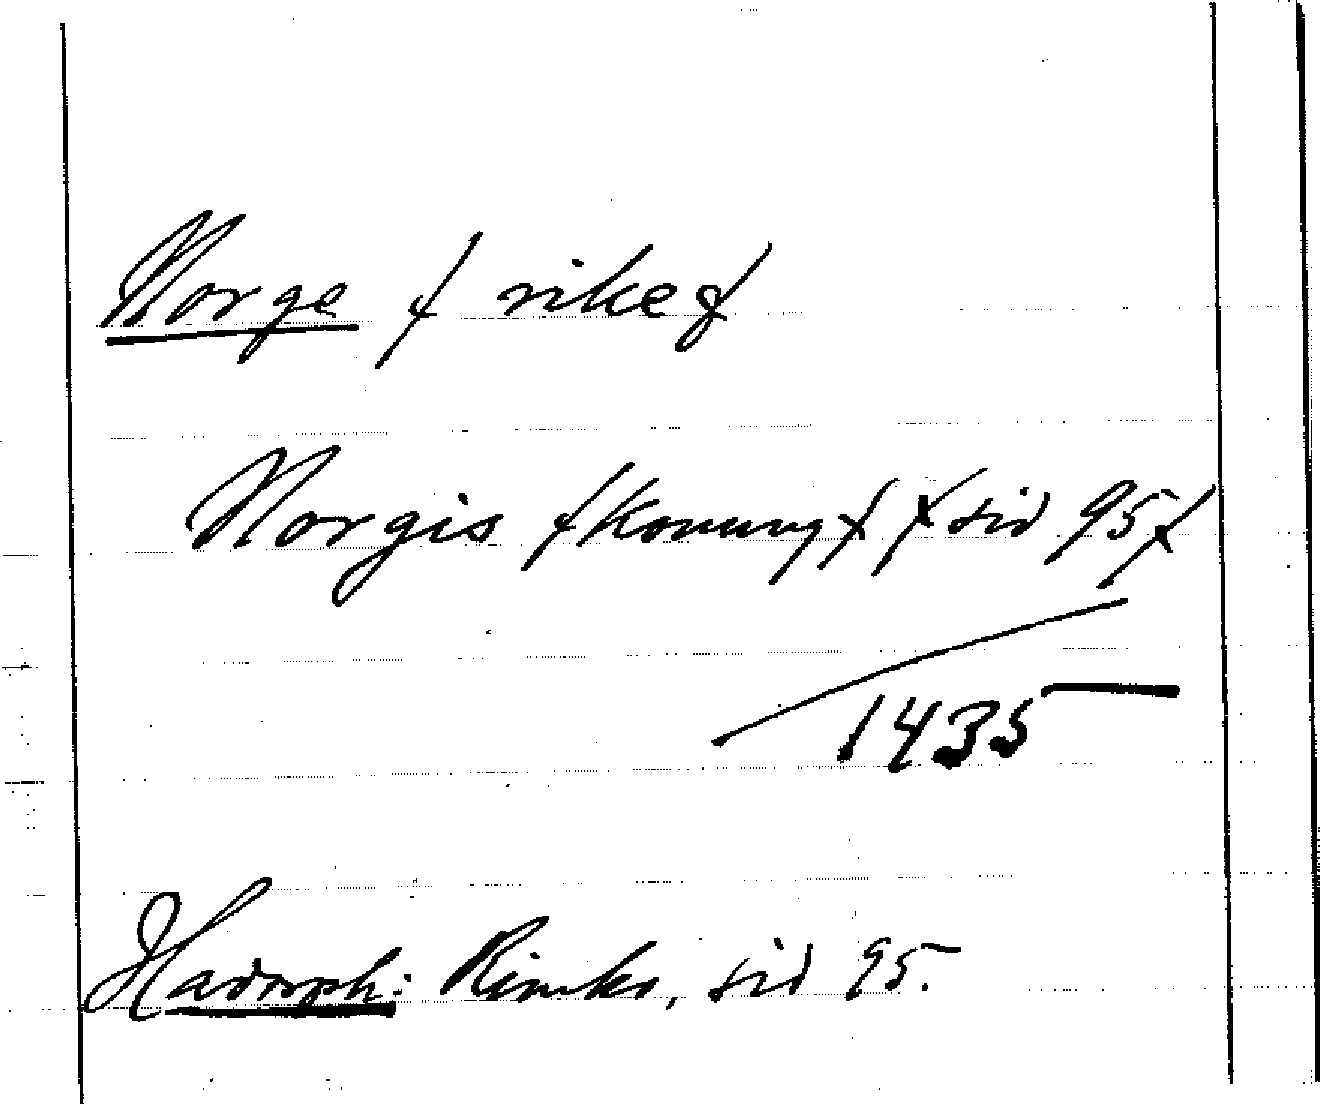 Norge (rike)
Norgis (konung) (sid 95)
1435
Hadorph: Rimkr, sid 95.